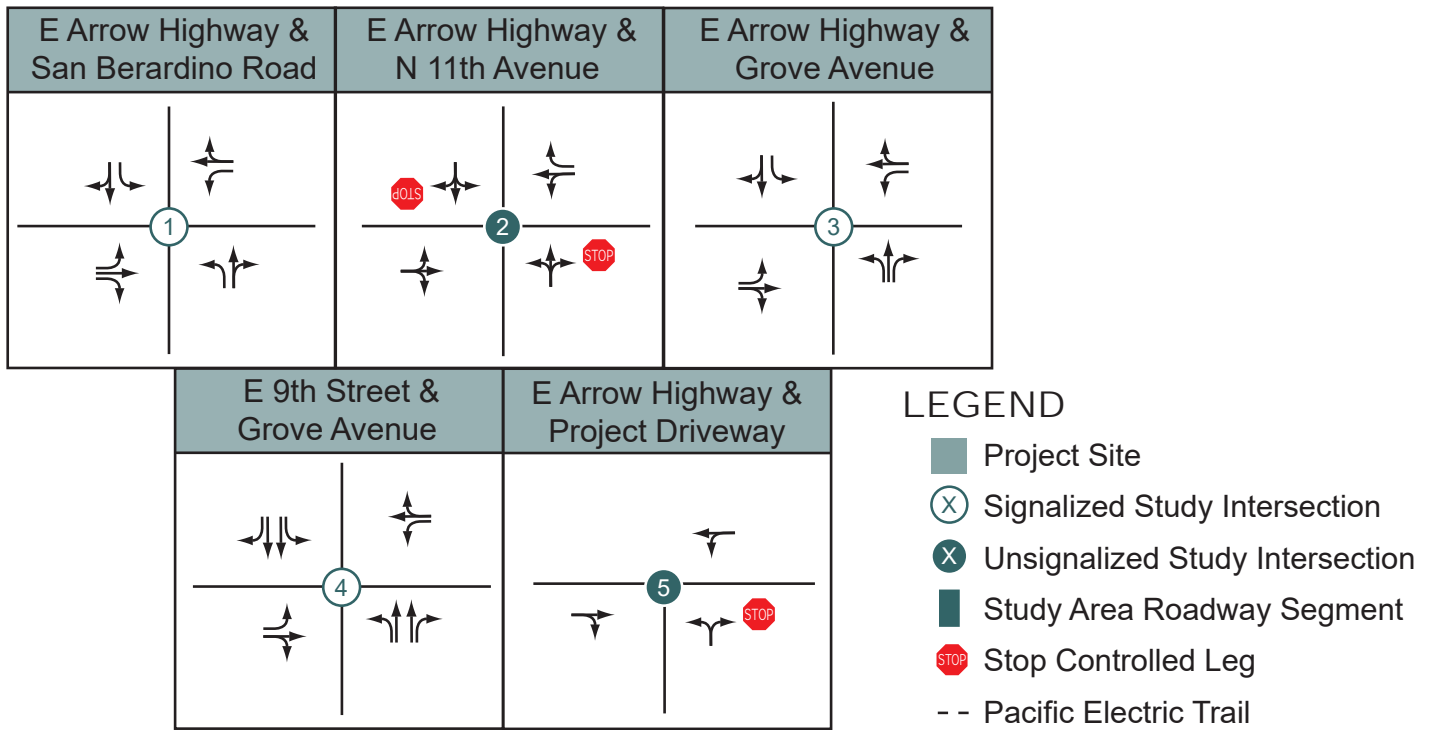 E Arrow Highway &
San Berardino Road
E Arrow Highway &
N 11th Avenue
E Arrow Highway &
Grove Avenue
1
STOP
2
STOP
3
E 9th Street &
Grove Avenue
E Arrow Highway &
Project Driveway
4
5
STOP
LEGEND
Project Site
X Signalized Study Intersection
X Unsignalized Study Intersection
Study Area Roadway Segment
STOP Stop Controlled Leg
-- Pacific Electric Trail